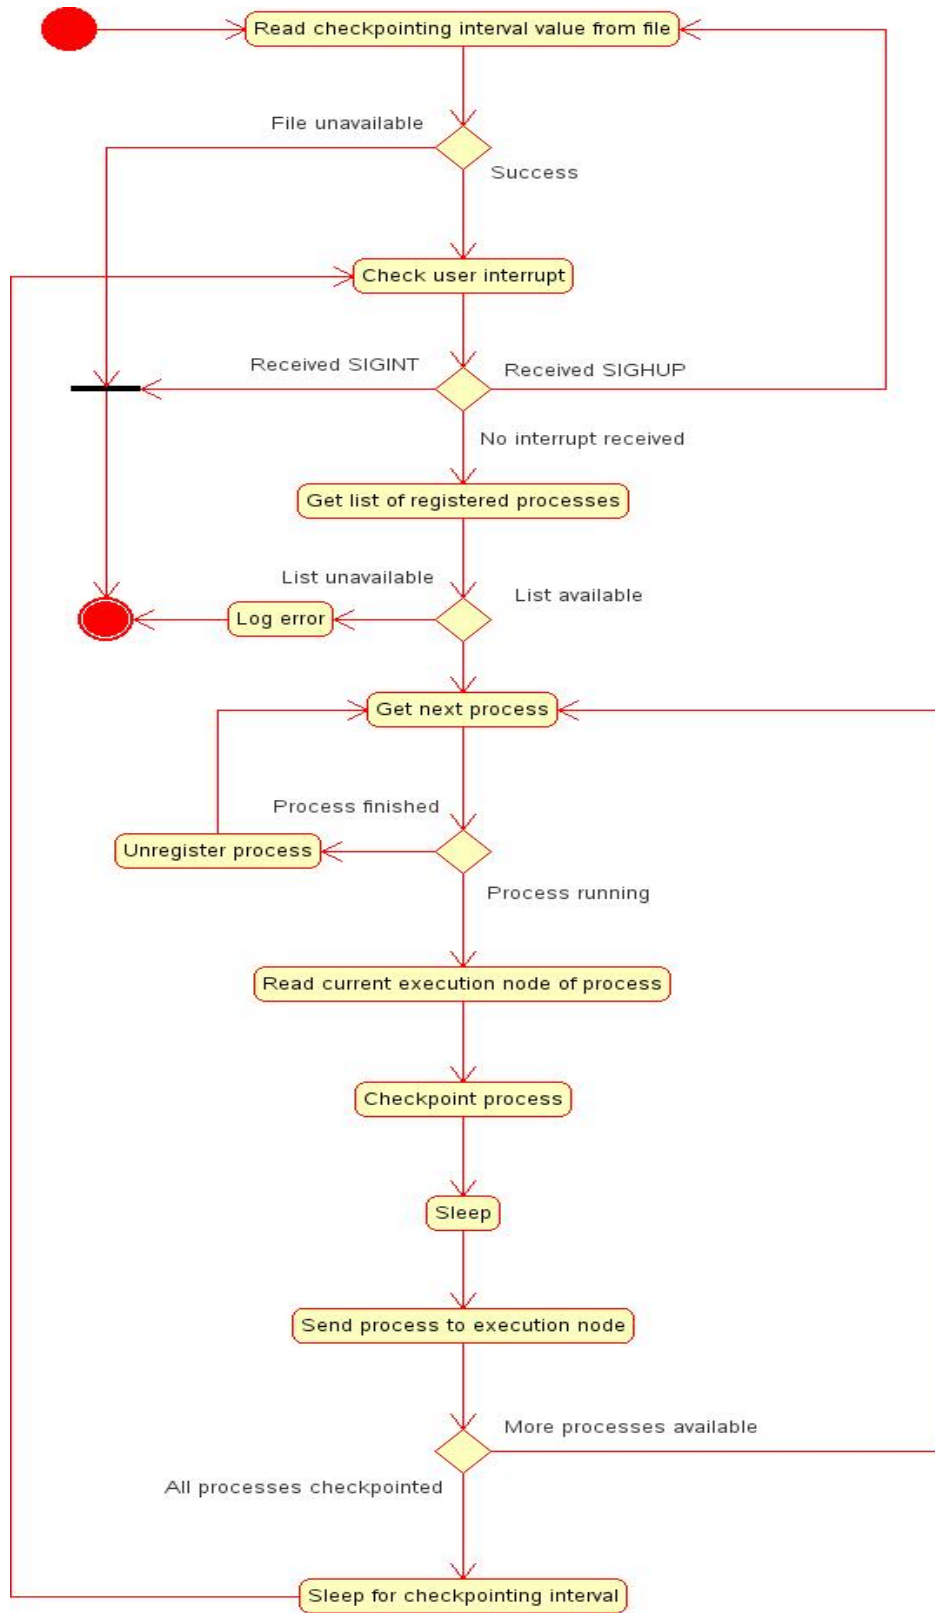 Read checkpointing interval value from file
File unavailable
Success
Check user interrupt
Received SIGINT
Received SIGHUP
No interrupt received
Get list of registered processes
List unavailable
List available
Log error
Get next process
Process finished
Unregister process
Process running
Read current execution node of process
Checkpoint process
Sleep
Send process to execution node
More processes available
All processes checkpointed
Sleep for checkpointing interval